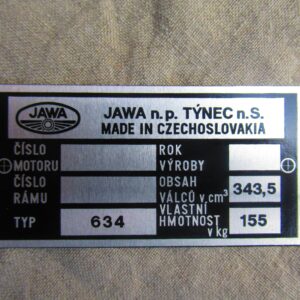 JAWA
JAWA n.p. TÝNEC n.S.
MADE IN CZECHOSLOVAKIA
ČÍSLO MOTORU
ROK VÝROBY
ČÍSLO RÁMU
OBSAH VÁLCŮ v cm³ 343,5
TYP 634
VLASTNÍ HMOTNOST v kg 155